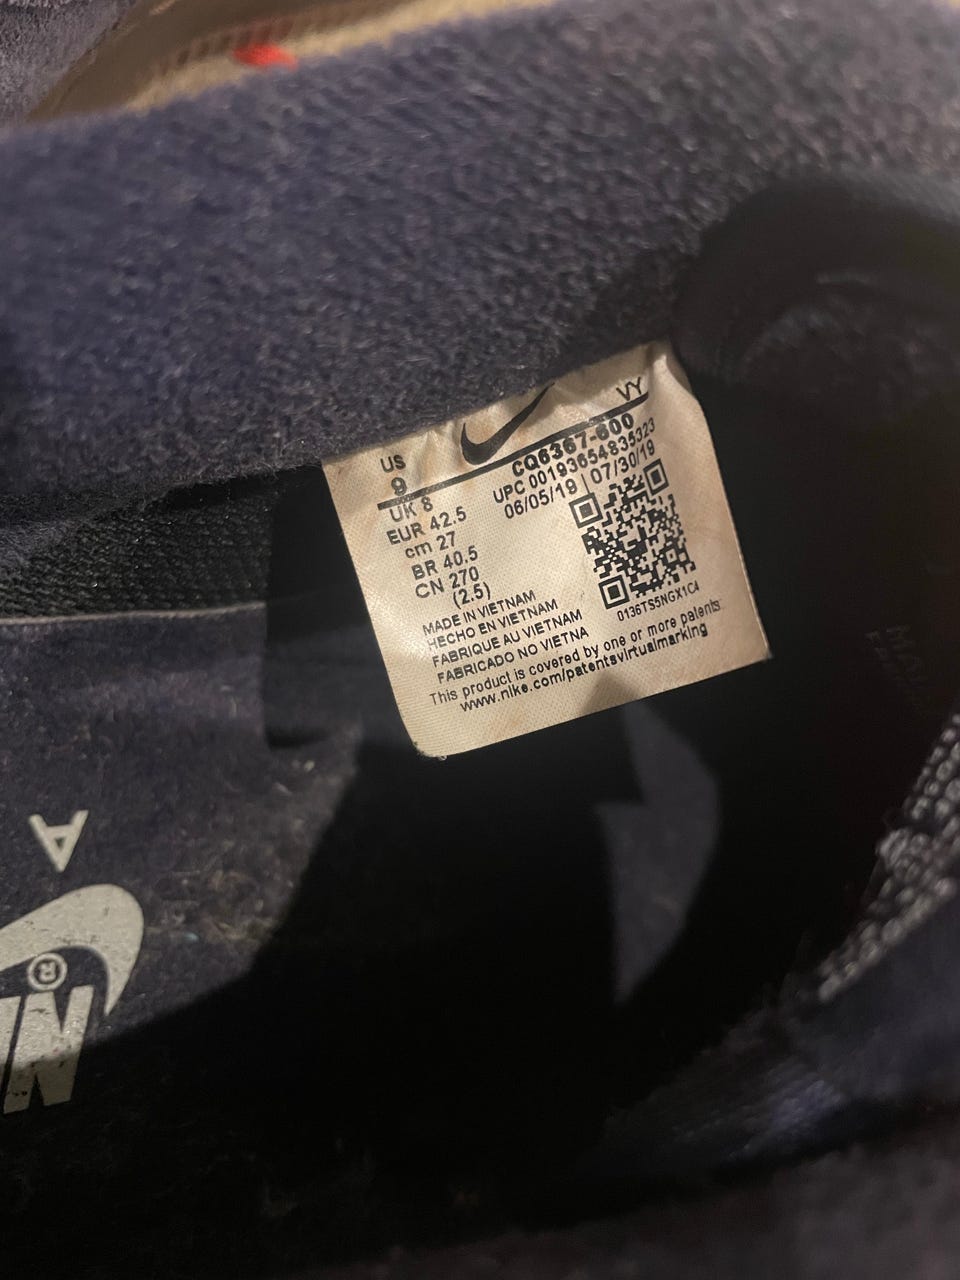 VY
US
9
UK 8
EUR 42.5
cm 27
BR 40.5
CN 270
(2.5)
CQ6367-600
UPC 00193654835323
06/05/19 | 07/30/19
0136TS5NGX1C4
MADE IN VIETNAM
HECHO EN VIETNAM
FABRIQUE AU VIETNAM
FABRICADO NO VIETNA
This product is covered by one or more patents:
www.nike.com/patentsvirtualmarking
A
®